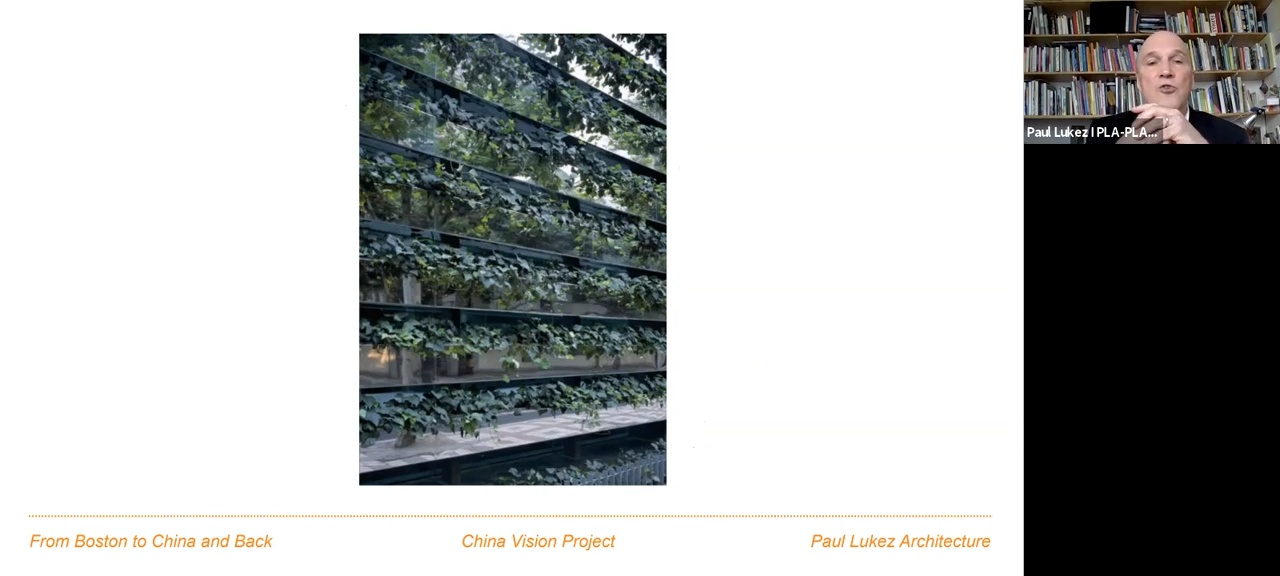 Paul Lukez | PLA-PLA...
From Boston to China and Back
China Vision Project
Paul Lukez Architecture